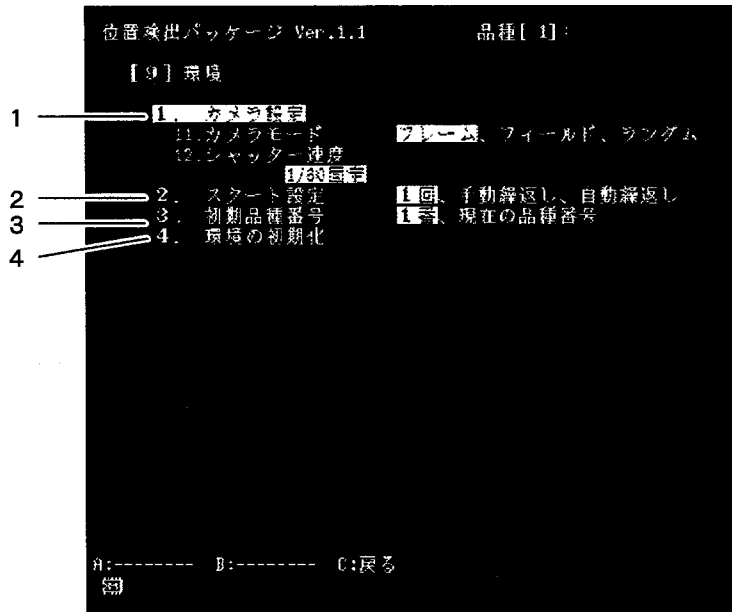 位置検出パッケージ Ver.1.1 品種[ 1]:
[9] 環境
1 1. カメラ設定
11.カメラモード フレーム、フィールド、ランダム
12.シャッター速度
1/60固定
2 2. スタート設定 1回、手動繰返し、自動繰返し
3 3. 初期品種番号 1番、現在の品種番号
4 4. 環境の初期化
A:-------- B:-------- C:戻る